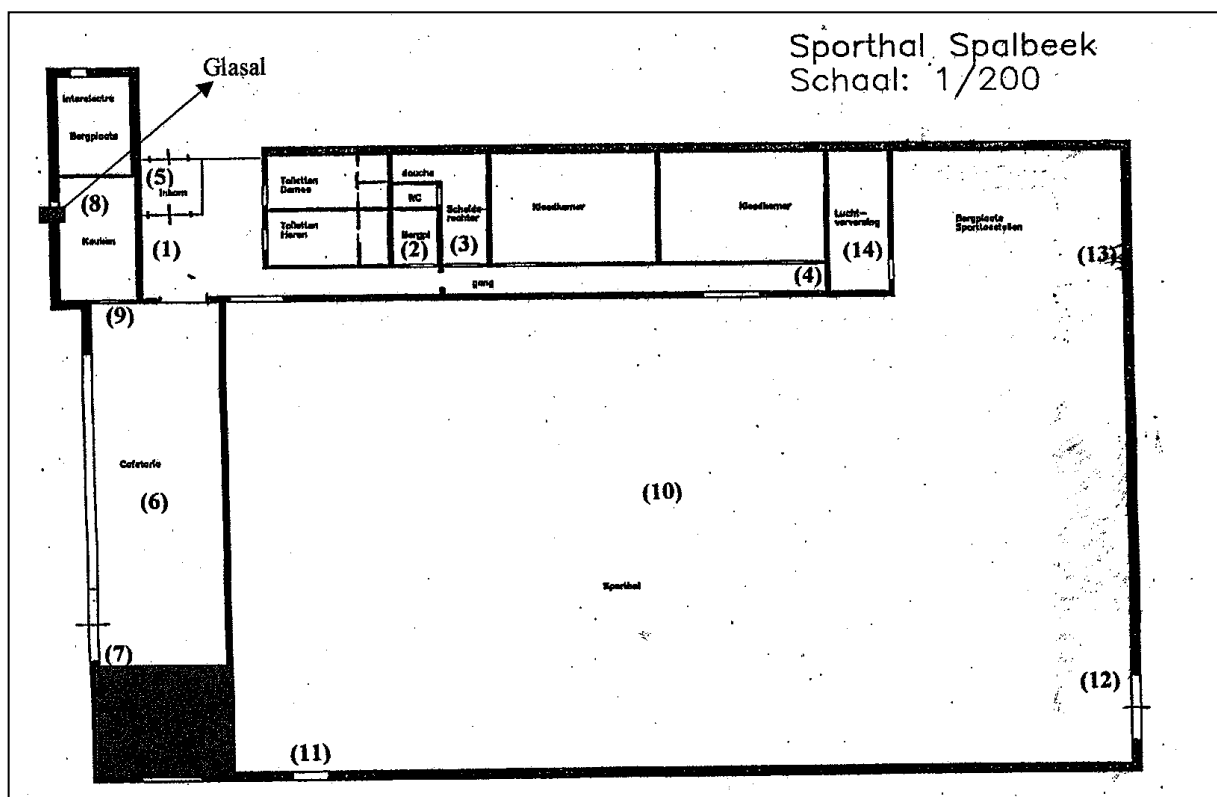 Sporthal Spalbeek
Schaal: 1/200
Glasal
Interelectra
Bergplaats
(5)
Inkom
(8)
Keuken
(1)
(9)
Toiletten
Dames
Toiletten
Heren
douche
WC
Bergpl
(2)
Scheids
rechter
(3)
Kleedkamer
Kleedkamer
(4)
Lucht-
verversing
(14)
Bergplaats
Sporttoestellen
(13)
gang
Cafetaria
(6)
(10)
Sporthal
(7)
(11)
(12)